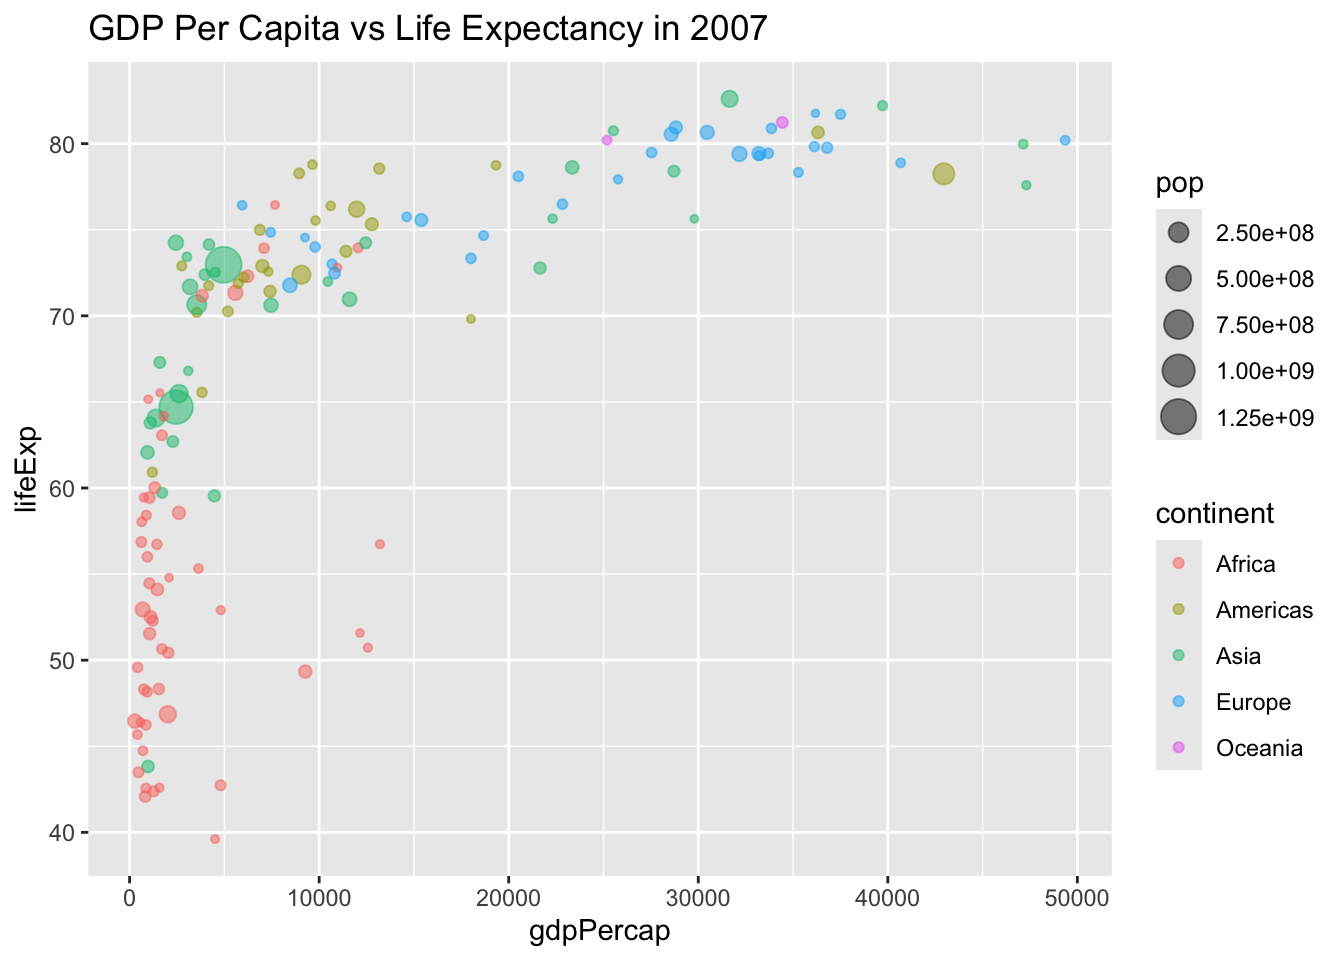 GDP Per Capita vs Life Expectancy in 2007
lifeExp
80
70
60
50
40
0 10000 20000 30000 40000 50000
gdpPercap
pop
2.50e+08
5.00e+08
7.50e+08
1.00e+09
1.25e+09
continent
Africa
Americas
Asia
Europe
Oceania